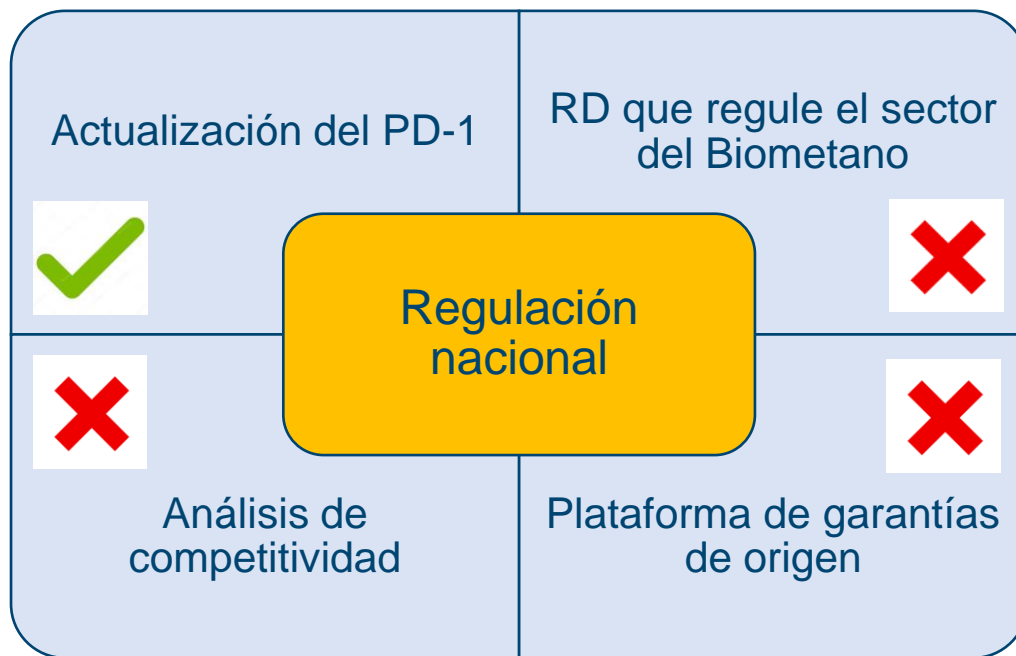 Actualización del PD-1
RD que regule el sector
del Biometano
Regulación
nacional
Análisis de
competitividad
Plataforma de garantías
de origen